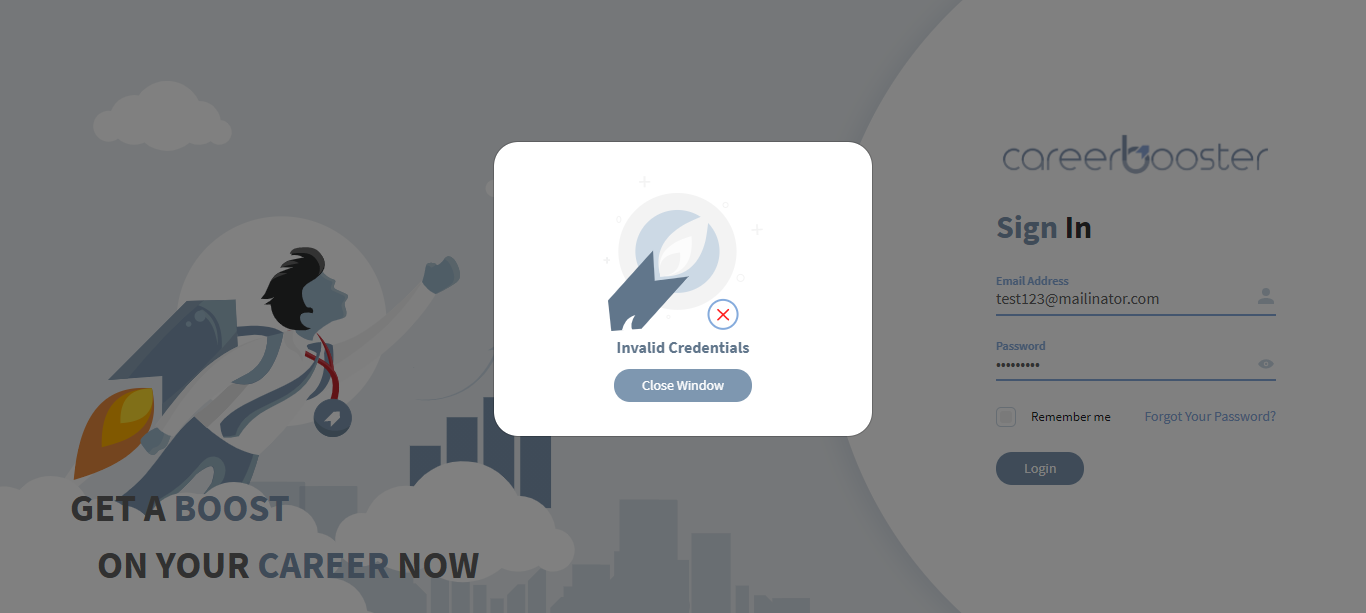 careerbooster
Sign In
Email Address
test123@mailinator.com
Password
•••••••••
Remember me
Forgot Your Password?
Login
Invalid Credentials
Close Window
GET A BOOST
ON YOUR CAREER NOW